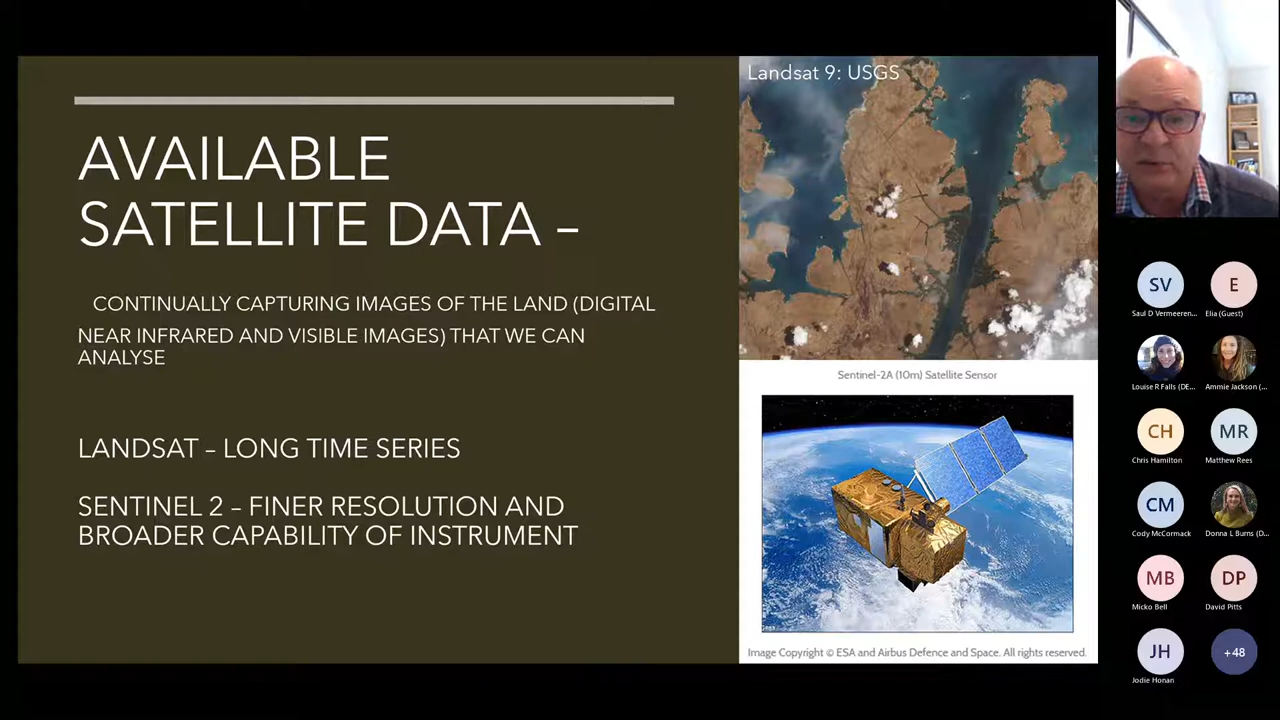 AVAILABLE
SATELLITE DATA –
CONTINUALLY CAPTURING IMAGES OF THE LAND (DIGITAL
NEAR INFRARED AND VISIBLE IMAGES) THAT WE CAN
ANALYSE
LANDSAT – LONG TIME SERIES
SENTINEL 2 – FINER RESOLUTION AND
BROADER CAPABILITY OF INSTRUMENT
Landsat 9: USGS
Sentinel-2A (10m) Satellite Sensor
Image Copyright © ESA and Airbus Defence and Space. All rights reserved.
SV
Saul D Vermeeren...
E
Elia (Guest)
Louise R Falls (DE...
Ammie Jackson (...
CH
Chris Hamilton
MR
Matthew Rees
CM
Cody McCormack
Donna L Burns (D...
MB
Micko Bell
DP
David Pitts
JH
Jodie Honan
+48